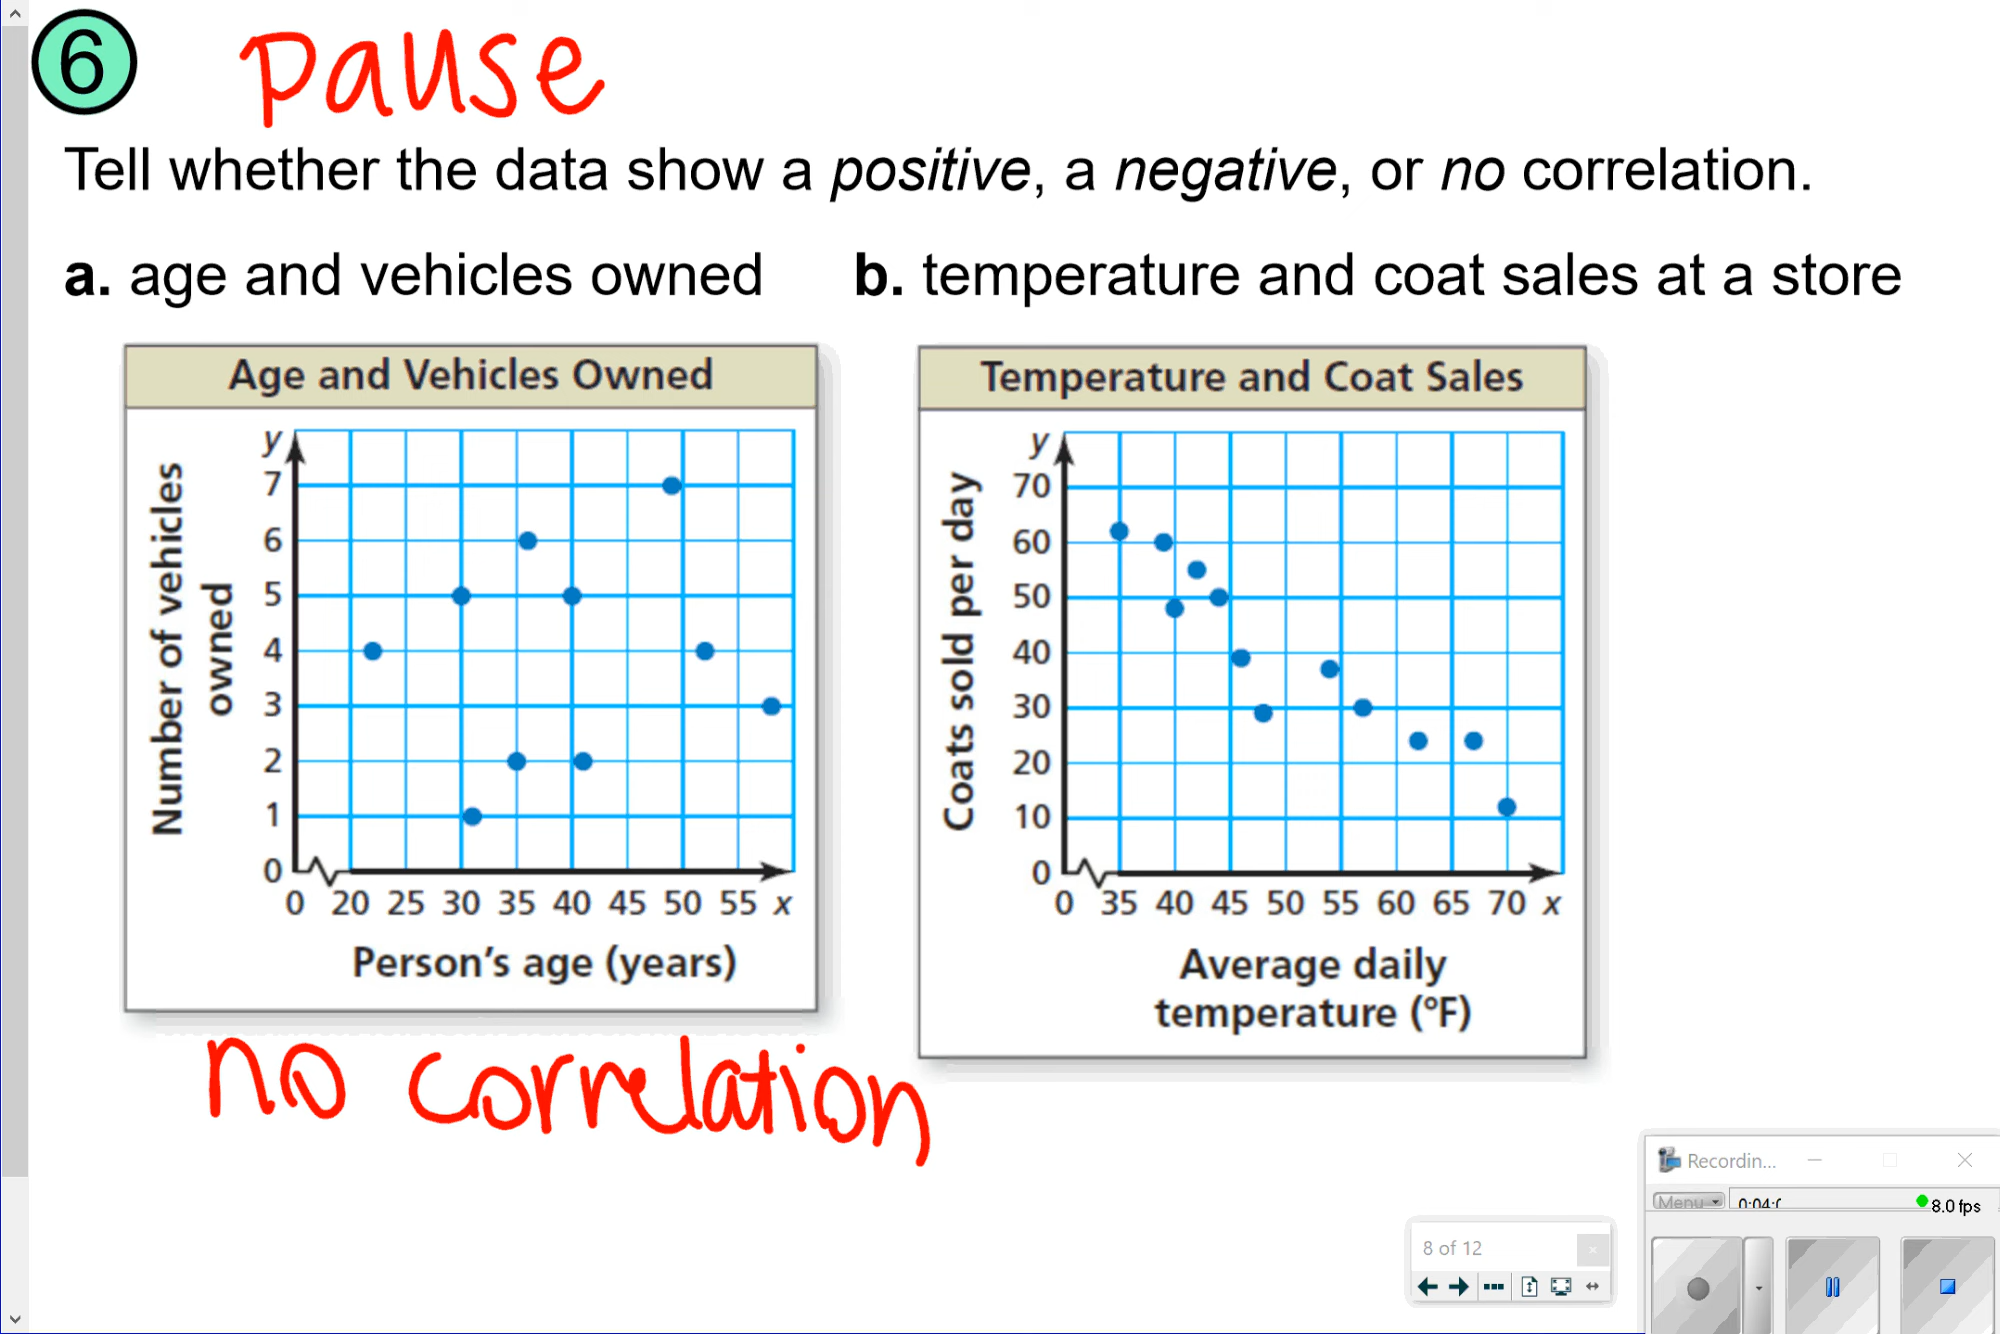 6 pause
Tell whether the data show a positive, a negative, or no correlation.
a. age and vehicles owned
b. temperature and coat sales at a store
Age and Vehicles Owned
Number of vehicles
owned
y
7
6
5
4
3
2
1
0
0 20 25 30 35 40 45 50 55 x
Person's age (years)
Temperature and Coat Sales
Coats sold per day
y
70
60
50
40
30
20
10
0
0 35 40 45 50 55 60 65 70 x
Average daily
temperature (°F)
no correlation
8 of 12
Recordin...
Menu 8.0 fps